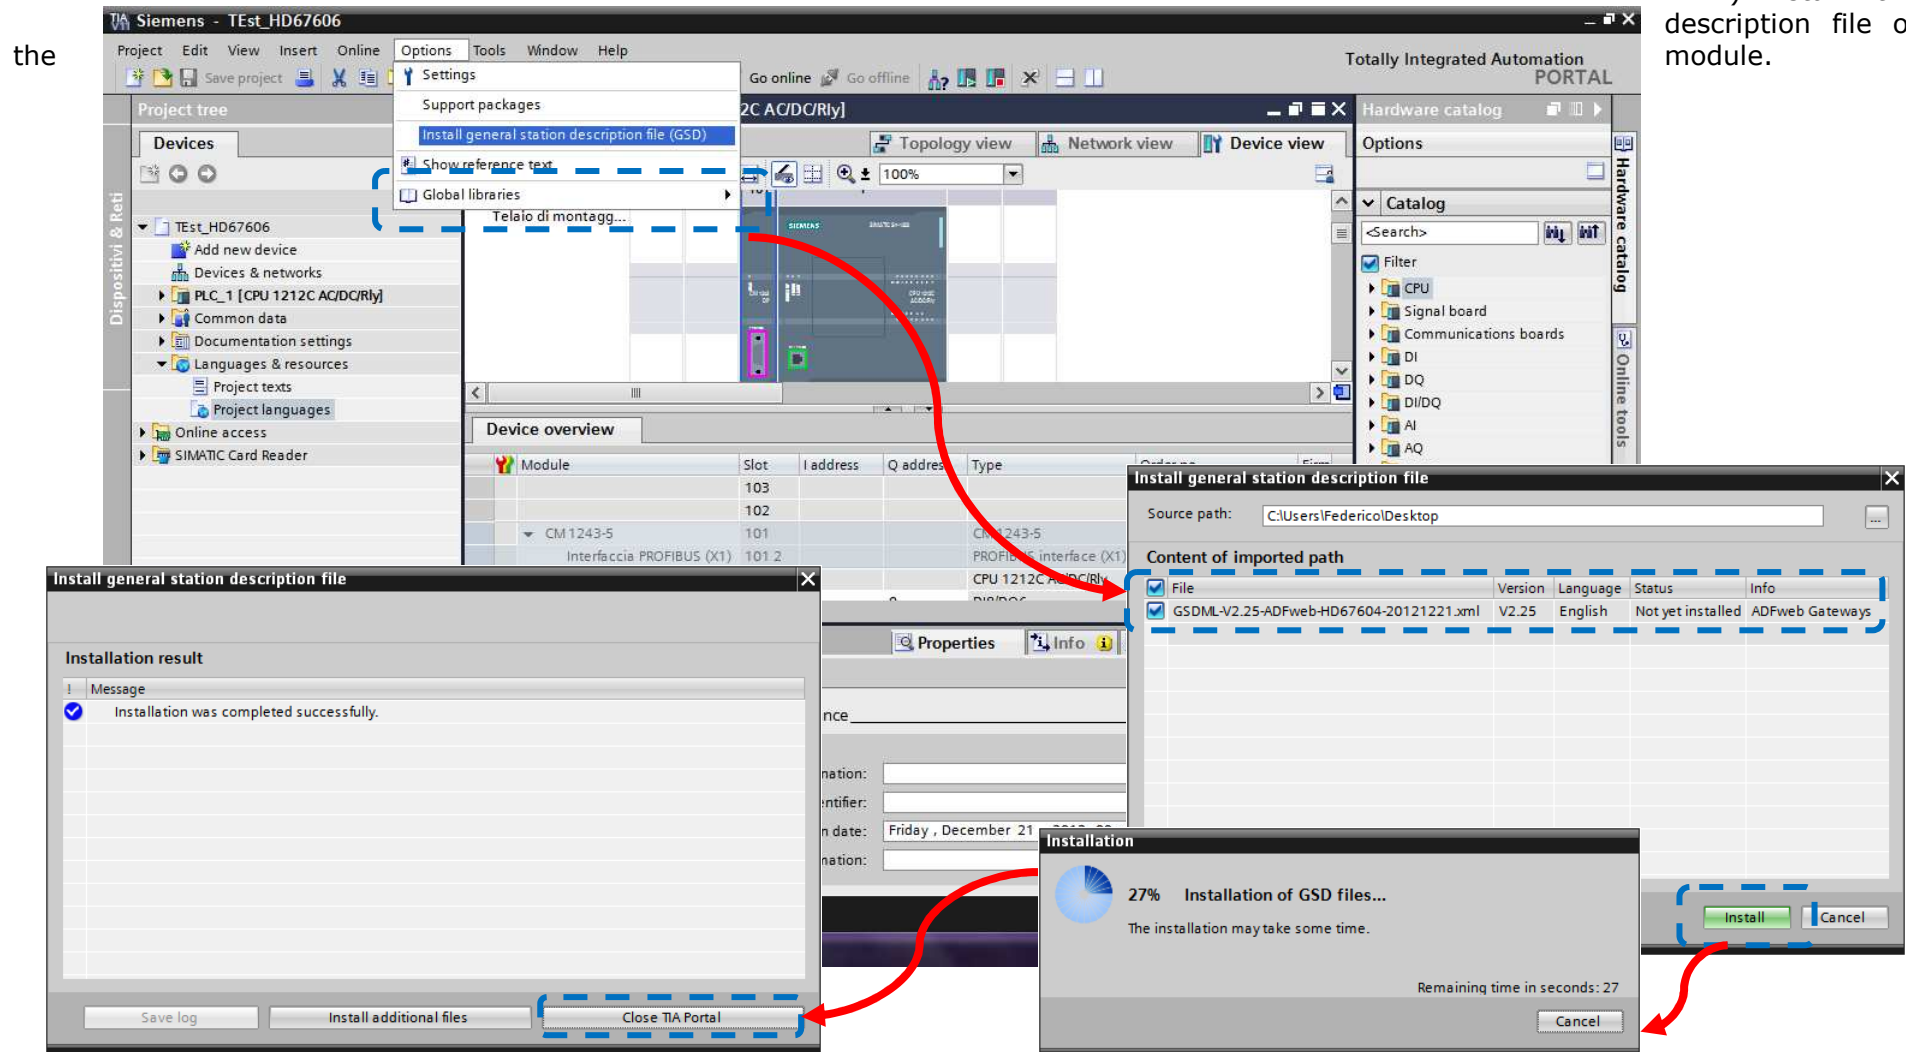 description file
the
module.
Siemens - TEst_HD67606
Project Edit View Insert Online Options Tools Window Help
Totally Integrated Automation
PORTAL
Save project
Go online Go offline
Settings
Support packages
Install general station description file (GSD)
Show reference text
Global libraries
Project tree
2C AC/DC/Rly]
Hardware catalog
Devices
Topology view Network view Device view
Options
100%
Dispositivi & Reti
TEst_HD67606
Add new device
Devices & networks
PLC_1 [CPU 1212C AC/DC/Rly]
Common data
Documentation settings
Languages & resources
Project texts
Project languages
Online access
SIMATIC Card Reader
Telaio di montagg...
SIEMENS
Catalog
<Search>
Filter
CPU
Signal board
Communications boards
DI
DQ
DI/DQ
AI
AQ
Hardware catalog
Online tools
Device overview
Module Slot I address Q addres Type
103
102
CM 1243-5 101 CM 1243-5
Interfaccia PROFIBUS (X1) 101 2 PROFIBUS interface (X1)
CPU 1212C AC/DC/Rly
Properties Info
nce
nation:
entifier:
n date: Friday , December 21
nation:
Install general station description file
Source path: C:\Users\Federico\Desktop
...
Content of imported path
File Version Language Status Info
GSDML-V2.25-ADFweb-HD67604-20121221.xml V2.25 English Not yet installed ADFweb Gateways
Install Cancel
Installation
27% Installation of GSD files...
The installation may take some time.
Remaining time in seconds: 27
Cancel
Install general station description file
Installation result
! Message
Installation was completed successfully.
Save log Install additional files Close TIA Portal